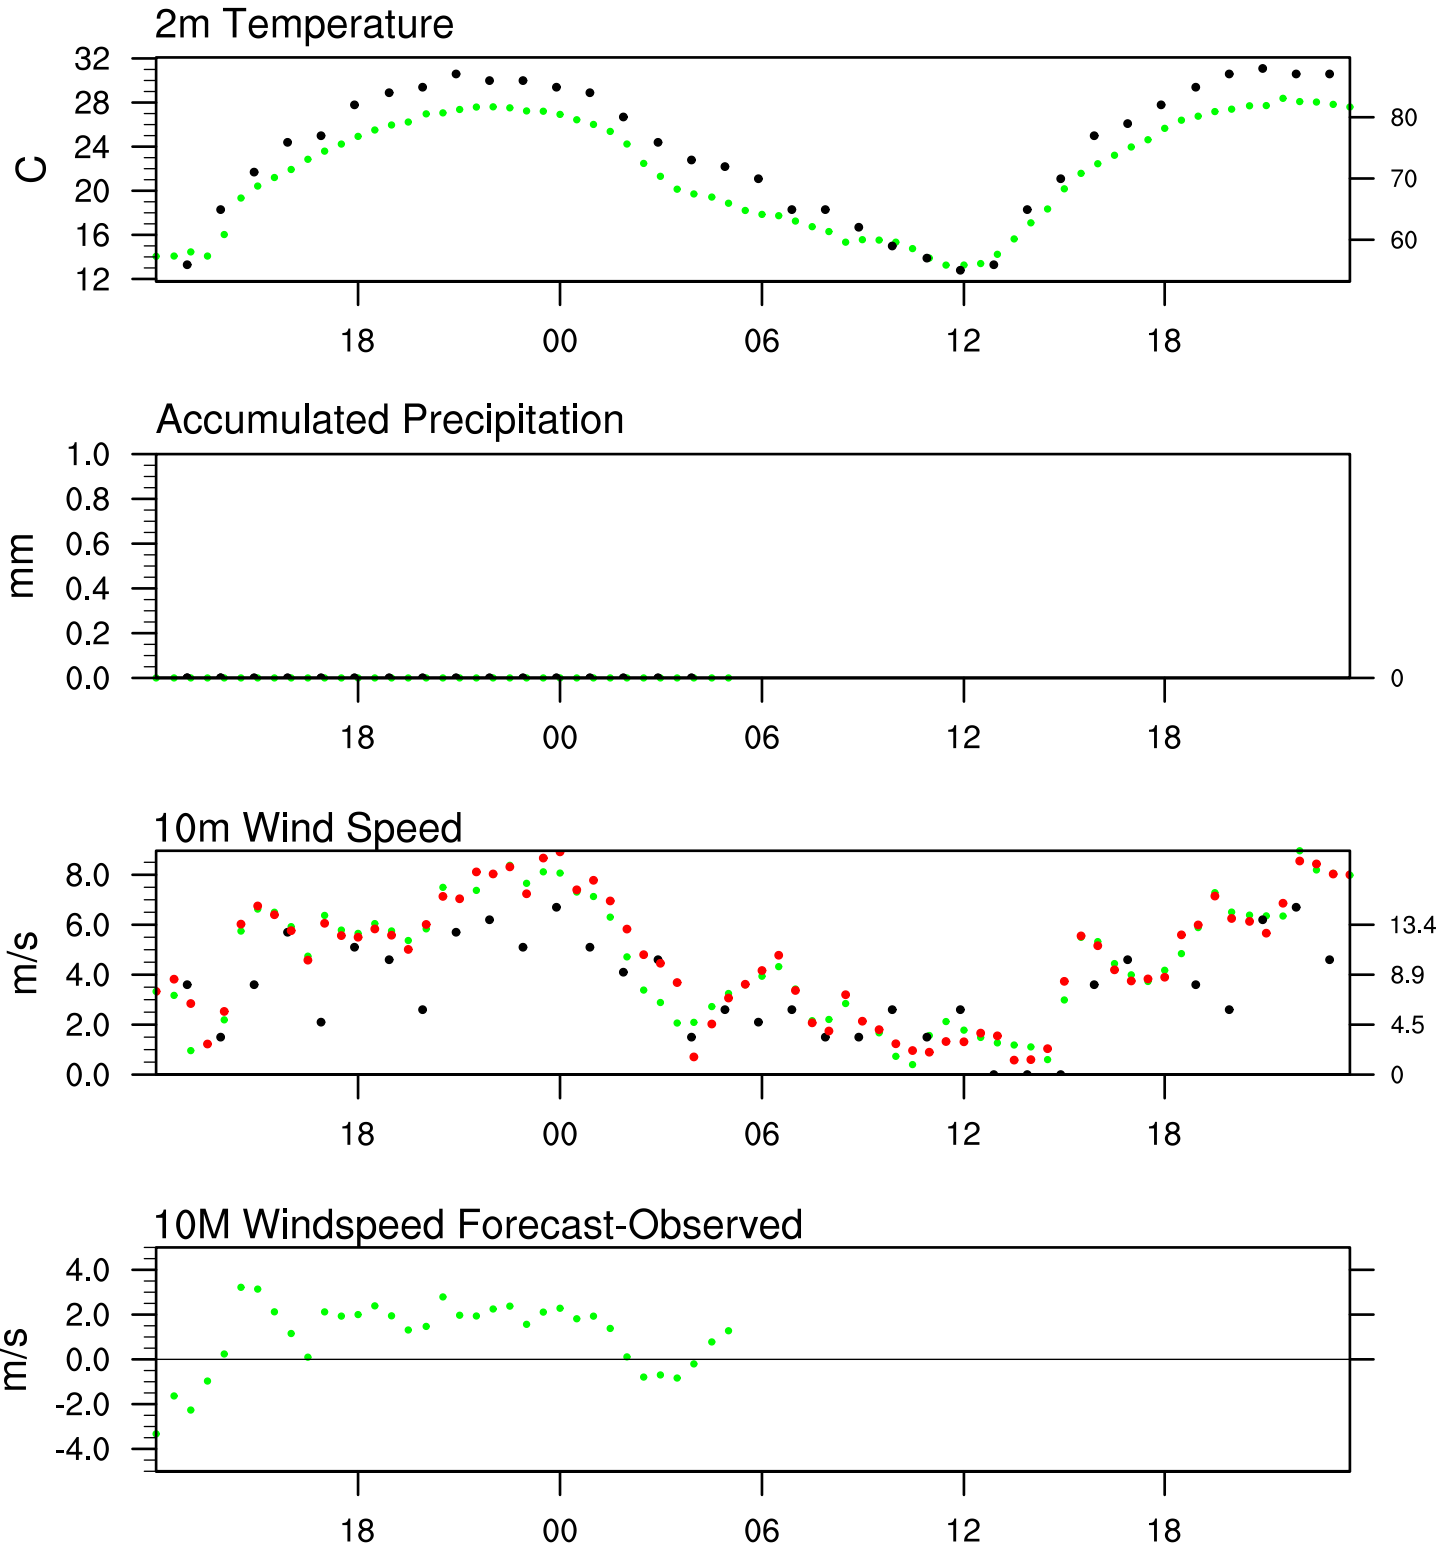 2m Temperature
32
28
24
20
16
12
C
80
70
60
18 00 06 12 18
Accumulated Precipitation
1.0
0.8
0.6
0.4
0.2
0.0
mm
0
18 00 06 12 18
10m Wind Speed
8.0
6.0
4.0
2.0
0.0
m/s
13.4
8.9
4.5
0
18 00 06 12 18
10M Windspeed Forecast-Observed
4.0
2.0
0.0
-2.0
-4.0
m/s
18 00 06 12 18